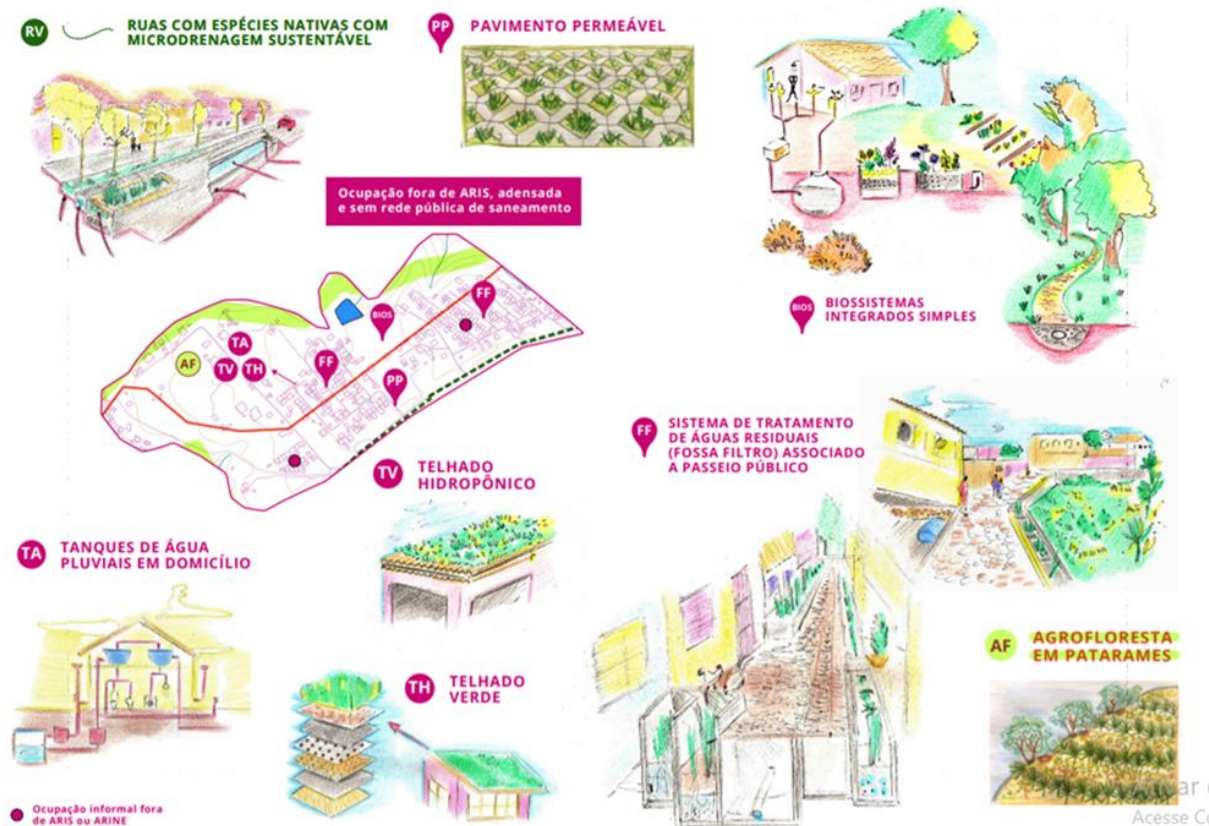 RV
RUAS COM ESPÉCIES NATIVAS COM
MICRODRENAGEM SUSTENTÁVEL
PP
PAVIMENTO PERMEÁVEL
Ocupação fora de ARIS, adensada
e sem rede pública de saneamento
BIOS
BIOSSISTEMAS
INTEGRADOS SIMPLES
FF
BIOS
TA
AF
TV
TH
FF
PP
FF
SISTEMA DE TRATAMENTO
DE ÁGUAS RESIDUAIS
(FOSSA FILTRO) ASSOCIADO
A PASSEIO PÚBLICO
TV
TELHADO
HIDROPÔNICO
TA
TANQUES DE ÁGUA
PLUVIAIS EM DOMICÍLIO
TH
TELHADO
VERDE
AF
AGROFLORESTA
EM PATARAMES
Ocupação informal fora
de ARIS ou ARINE